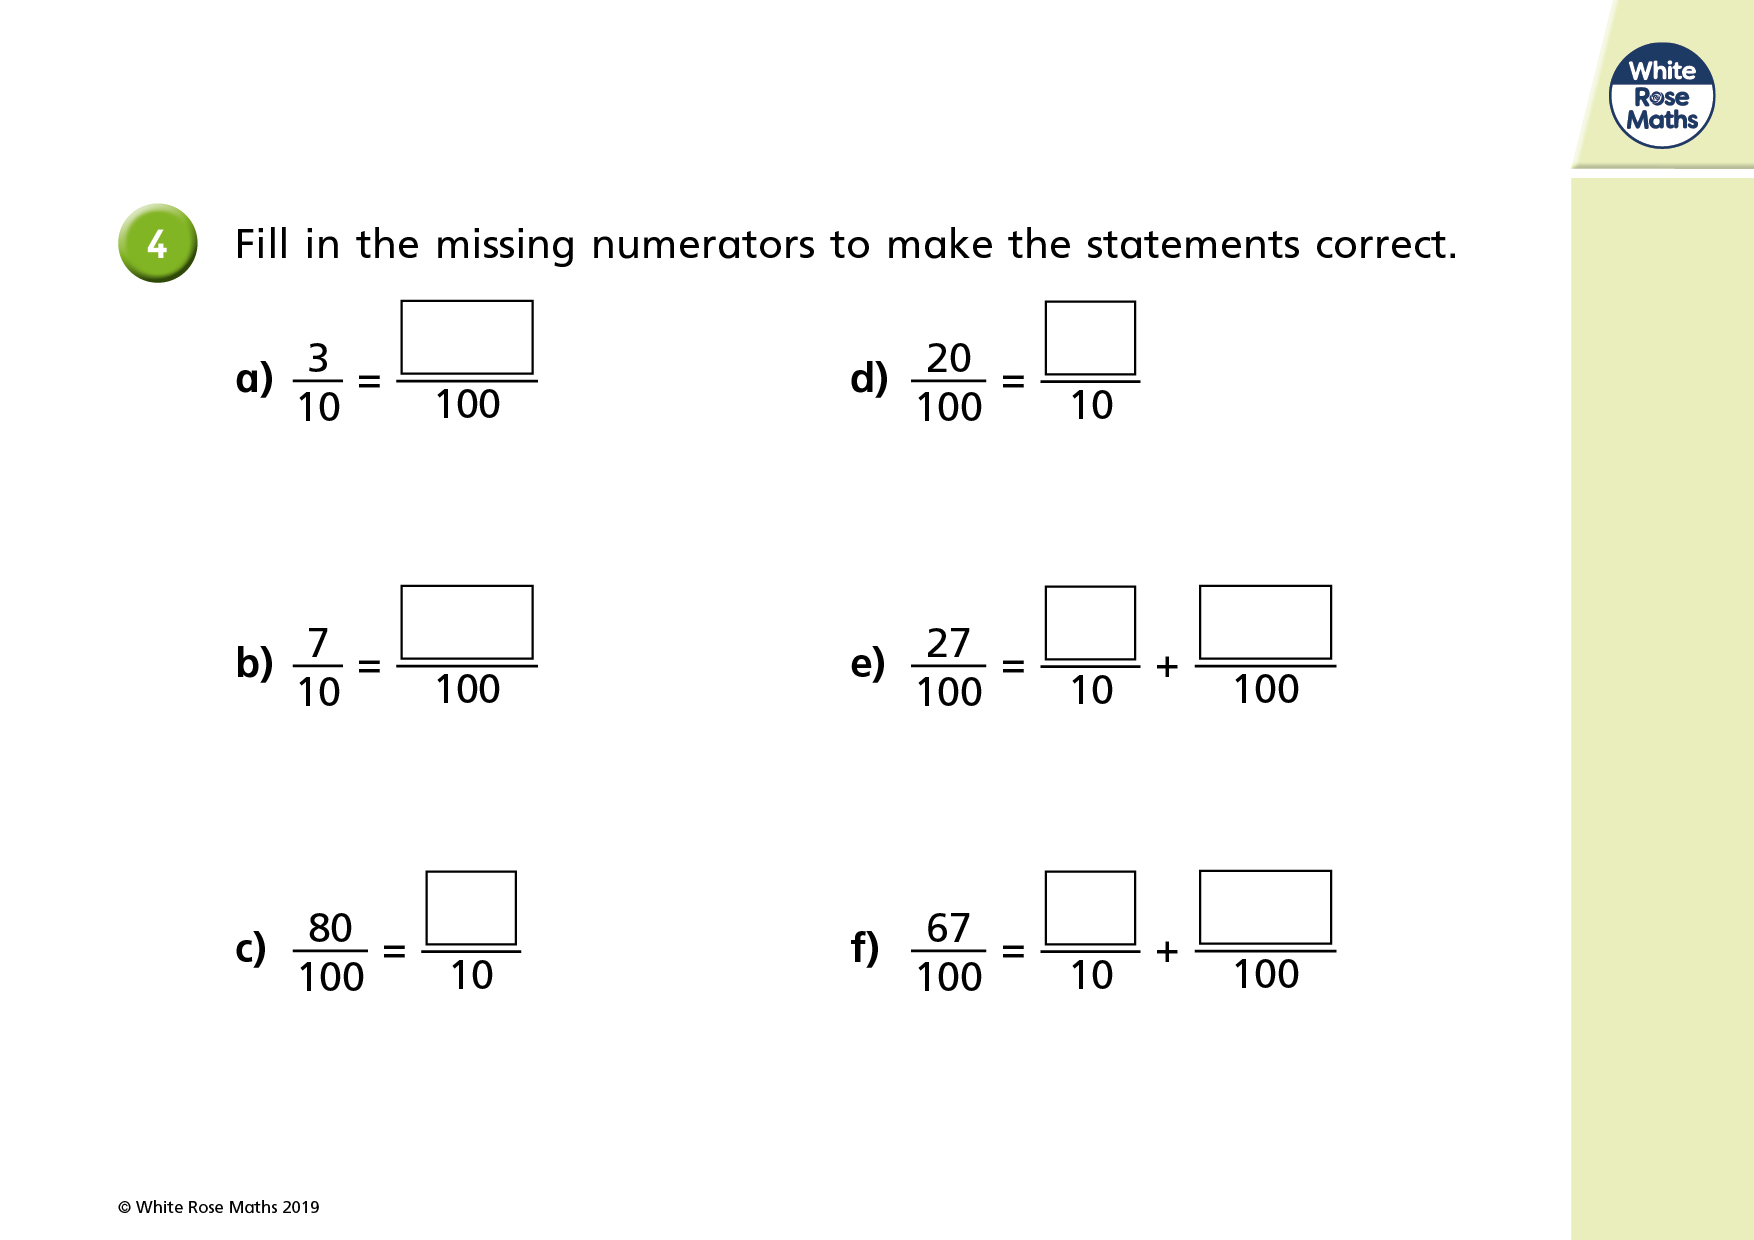 White
Rose
Maths
4 Fill in the missing numerators to make the statements correct.
a) 3/10 = /100
b) 7/10 = /100
c) 80/100 = /10
d) 20/100 = /10
e) 27/100 = /10 + /100
f) 67/100 = /10 + /100
© White Rose Maths 2019